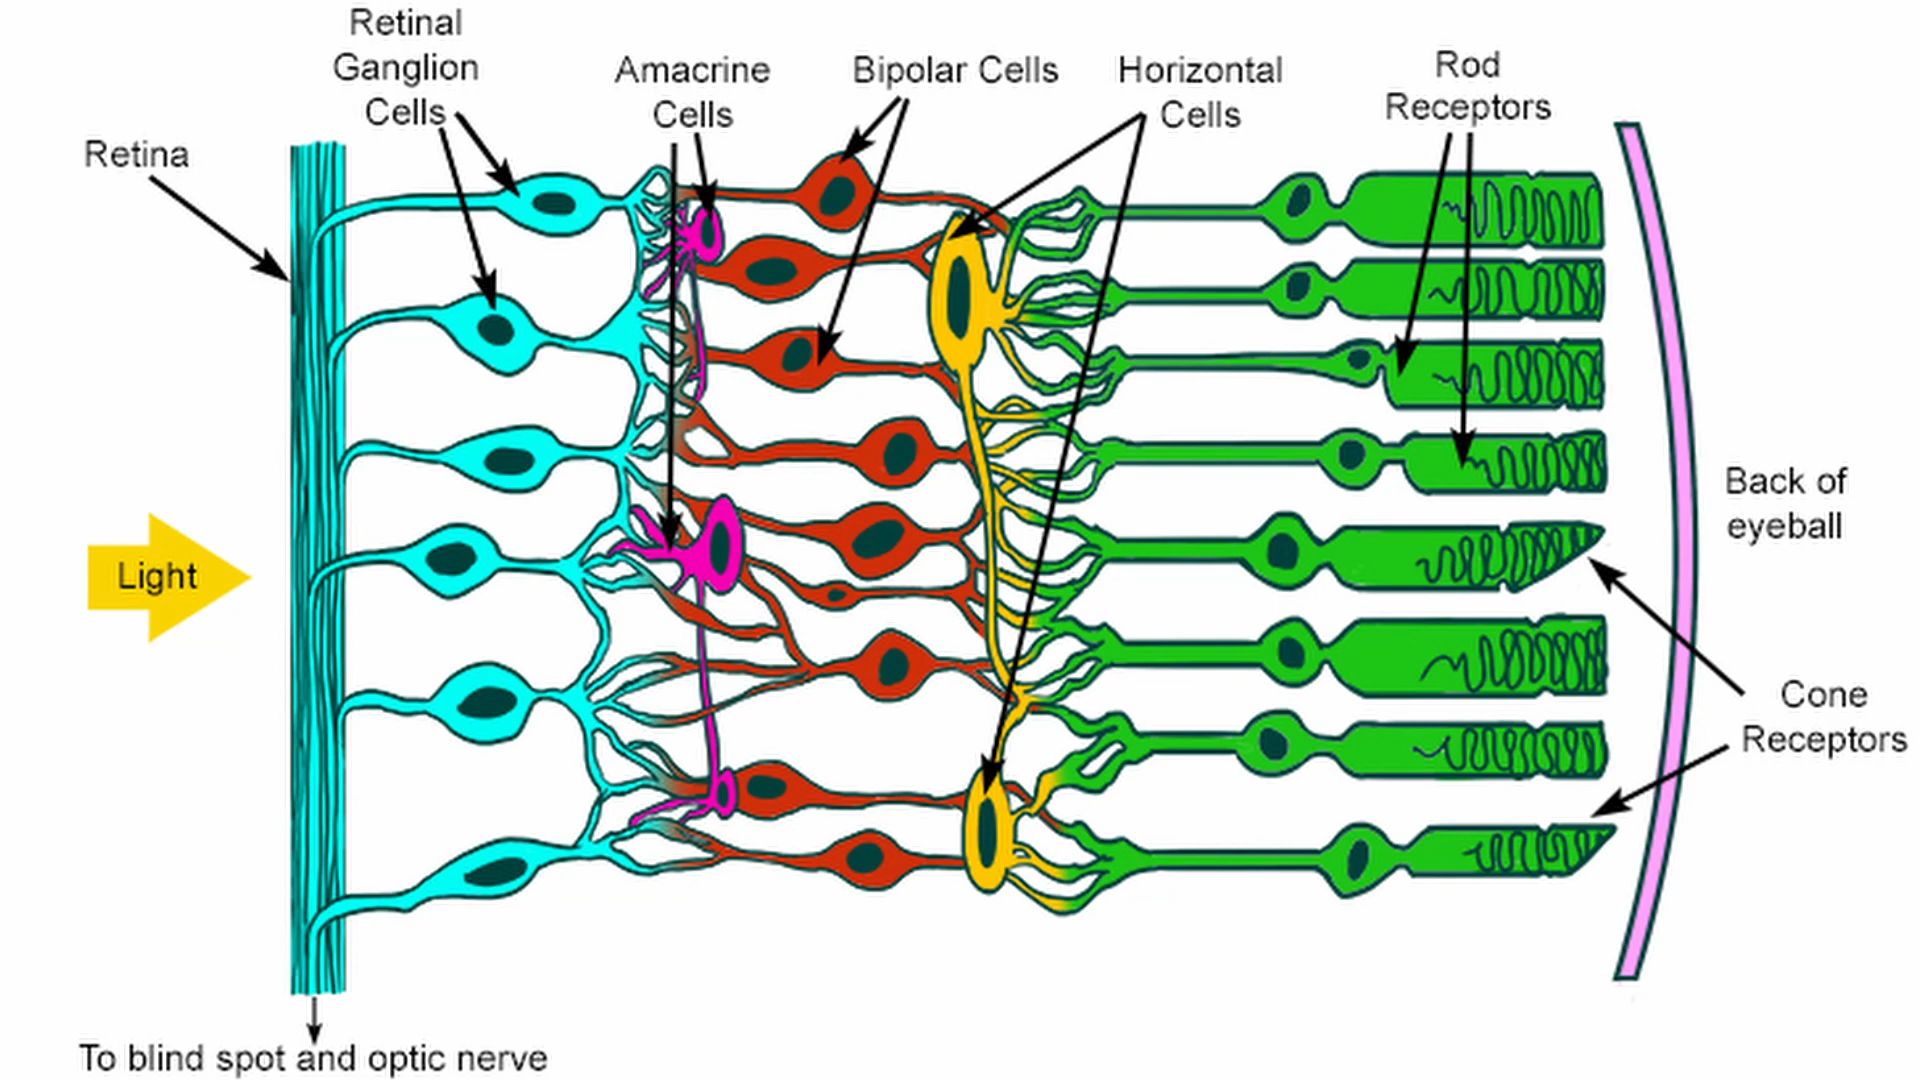 Retinal
Ganglion
Cells
Amacrine
Cells
Bipolar Cells
Horizontal
Cells
Rod
Receptors
Retina
Back of
eyeball
Light
Cone
Receptors
To blind spot and optic nerve